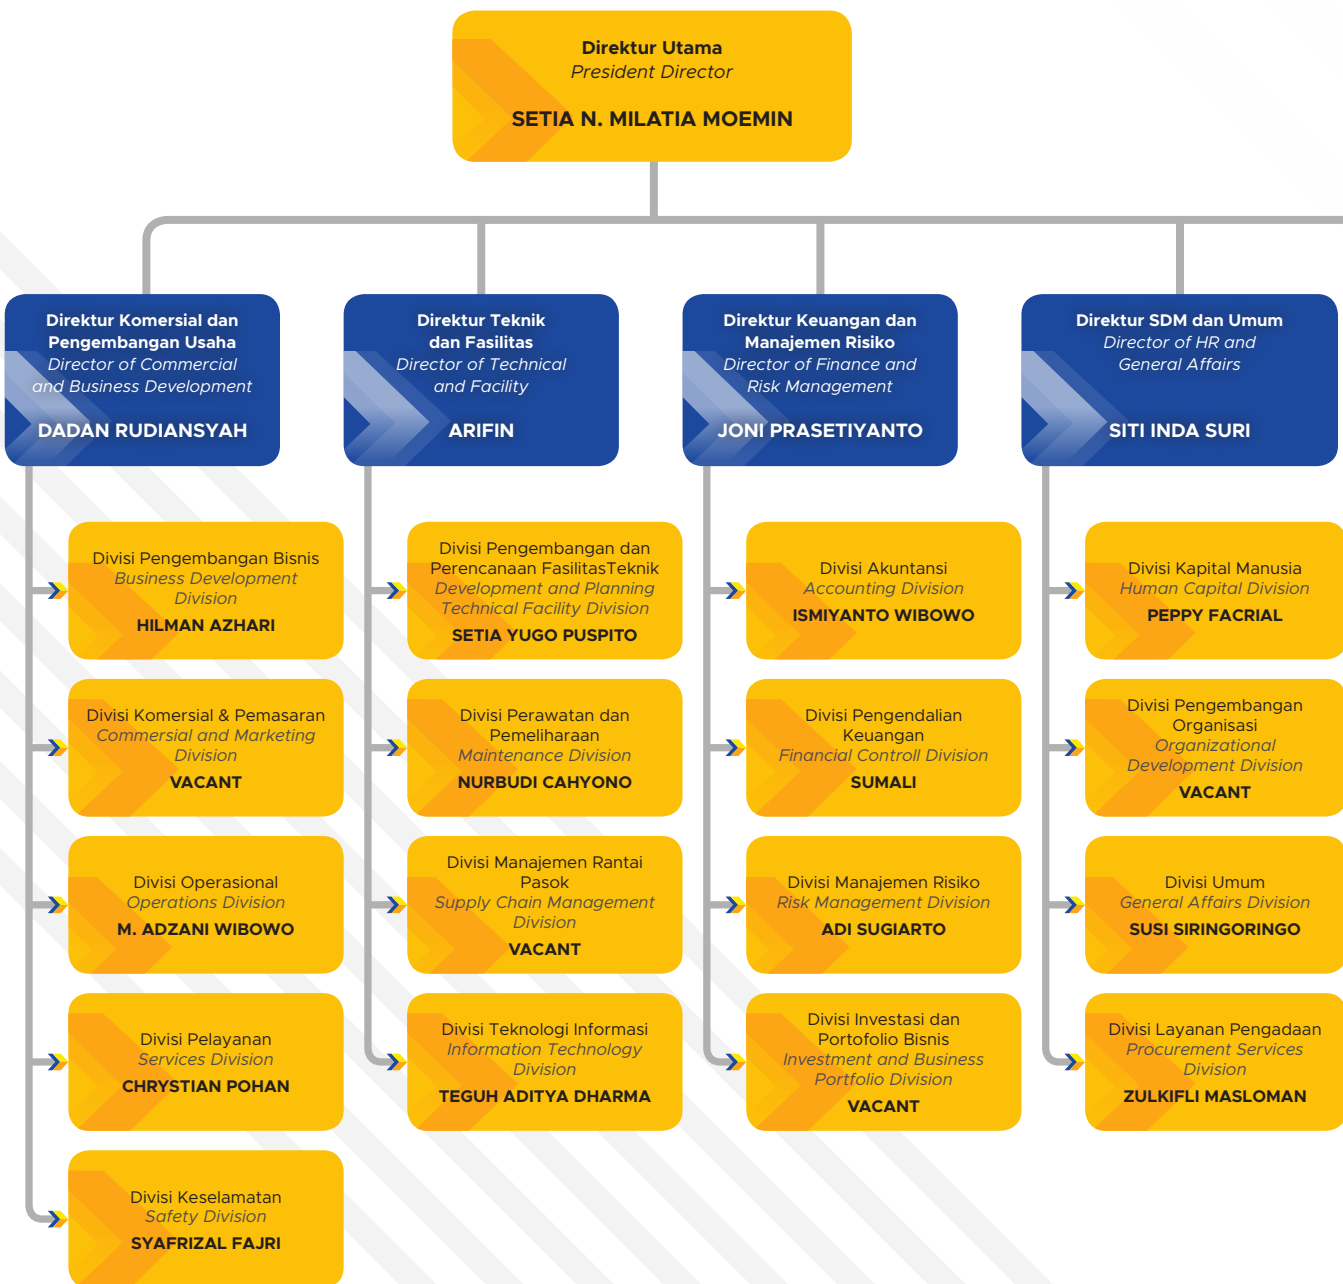 Direktur Utama
President Director
SETIA N. MILATIA MOEMIN
Direktur Komersial dan
Pengembangan Usaha
Director of Commercial
and Business Development
DADAN RUDIANSYAH
Direktur Teknik
dan Fasilitas
Director of Technical
and Facility
ARIFIN
Direktur Keuangan dan
Manajemen Risiko
Director of Finance and
Risk Management
JONI PRASETIYANTO
Direktur SDM dan Umum
Director of HR and
General Affairs
SITI INDA SURI
Divisi Pengembangan Bisnis
Business Development
Division
HILMAN AZHARI
Divisi Komersial & Pemasaran
Commercial and Marketing
Division
VACANT
Divisi Operasional
Operations Division
M. ADZANI WIBOWO
Divisi Pelayanan
Services Division
CHRYSTIAN POHAN
Divisi Keselamatan
Safety Division
SYAFRIZAL FAJRI
Divisi Pengembangan dan
Perencanaan FasilitasTeknik
Development and Planning
Technical Facility Division
SETIA YUGO PUSPITO
Divisi Perawatan dan
Pemeliharaan
Maintenance Division
NURBUDI CAHYONO
Divisi Manajemen Rantai
Pasok
Supply Chain Management
Division
VACANT
Divisi Teknologi Informasi
Information Technology
Division
TEGUH ADITYA DHARMA
Divisi Akuntansi
Accounting Division
ISMIYANTO WIBOWO
Divisi Pengendalian
Keuangan
Financial Controll Division
SUMALI
Divisi Manajemen Risiko
Risk Management Division
ADI SUGIARTO
Divisi Investasi dan
Portofolio Bisnis
Investment and Business
Portfolio Division
VACANT
Divisi Kapital Manusia
Human Capital Division
PEPPY FACRIAL
Divisi Pengembangan
Organisasi
Organizational
Development Division
VACANT
Divisi Umum
General Affairs Division
SUSI SIRINGORINGO
Divisi Layanan Pengadaan
Procurement Services
Division
ZULKIFLI MASLOMAN